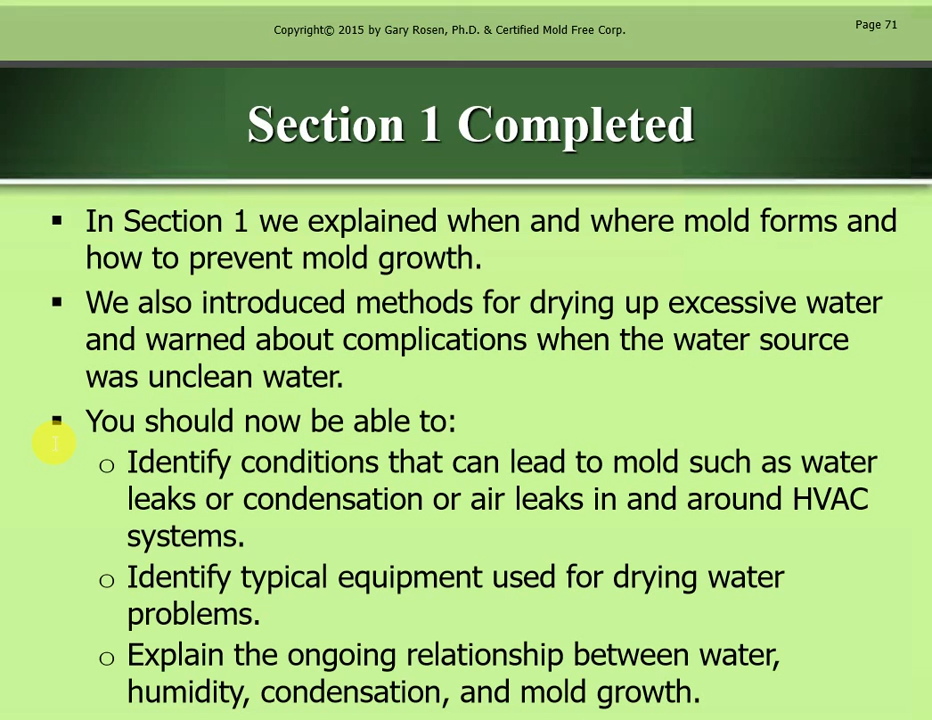 Copyright© 2015 by Gary Rosen, Ph.D. & Certified Mold Free Corp.
Page 71
Section 1 Completed
▪ In Section 1 we explained when and where mold forms and
how to prevent mold growth.
▪ We also introduced methods for drying up excessive water
and warned about complications when the water source
was unclean water.
▪ You should now be able to:
o Identify conditions that can lead to mold such as water
leaks or condensation or air leaks in and around HVAC
systems.
o Identify typical equipment used for drying water
problems.
o Explain the ongoing relationship between water,
humidity, condensation, and mold growth.